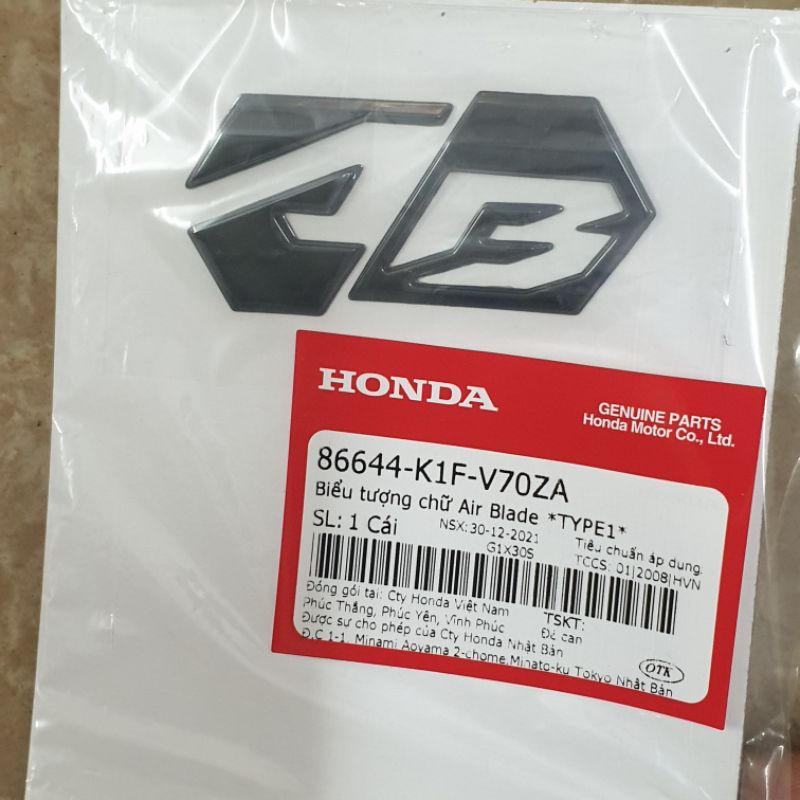 HONDA
GENUINE PARTS
Honda Motor Co., Ltd.
86644-K1F-V70ZA
Biểu tượng chữ Air Blade *TYPE1*
SL: 1 Cái
NSX:30-12-2021
G1X30S
Tiêu chuẩn áp dụng:
TCCS: 01|2008|HVN
Đóng gói tại: Cty Honda Việt Nam
Phúc Thắng, Phúc Yên, Vĩnh Phúc
Được sự cho phép của Cty Honda Nhật Bản
Đ.C 1-1, Minami Aoyama 2-chome,Minato-ku Tokyo Nhật Bản
TSKT:
Đề can
OTK